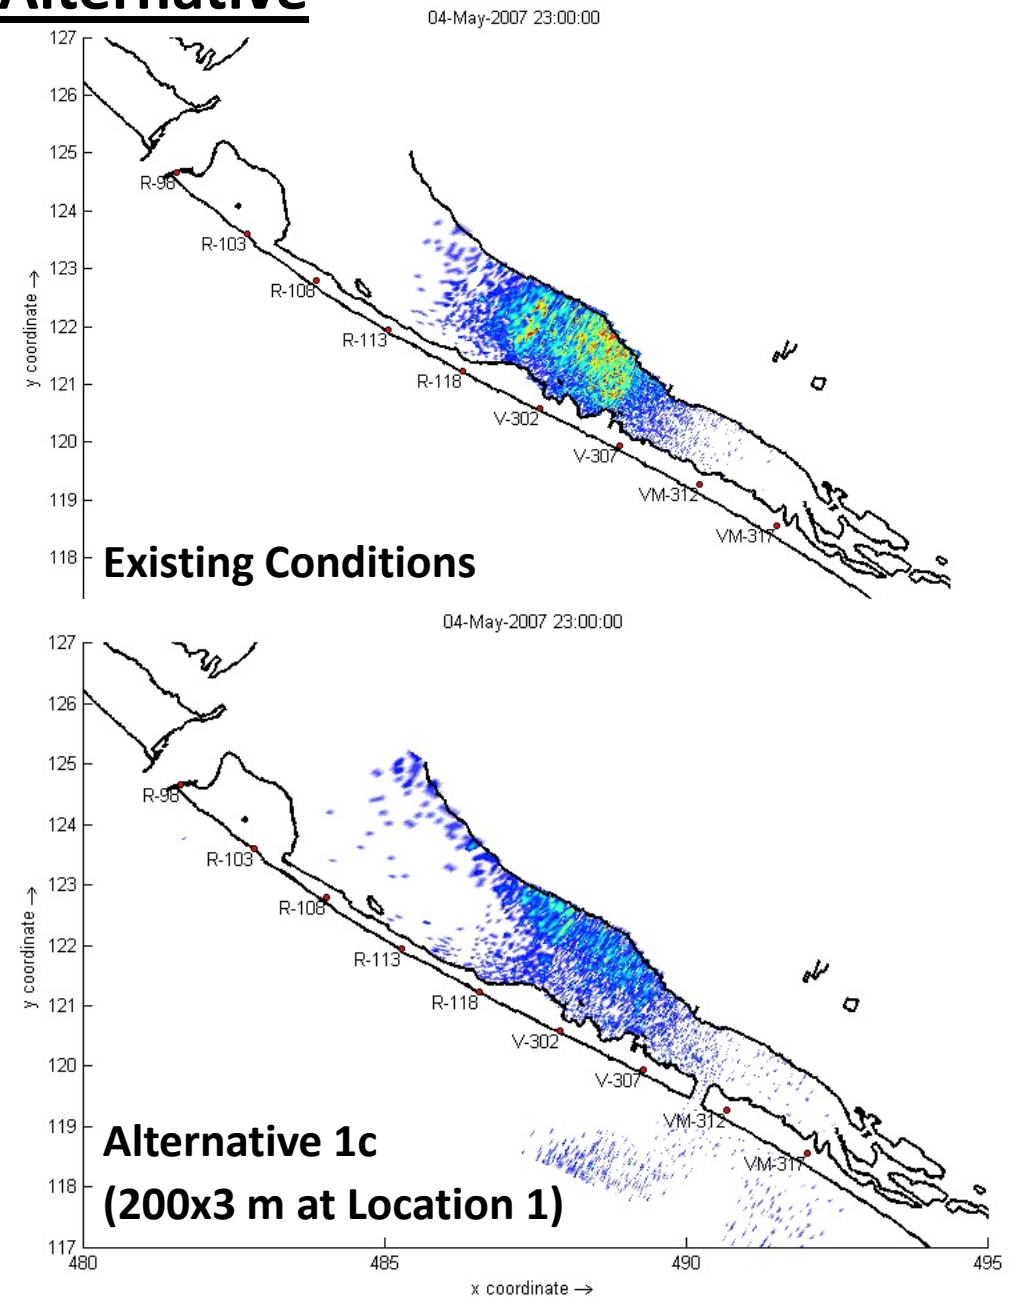 Alternative
04-May-2007 23:00:00
127
126
125
124
123
122
121
120
119
118
y coordinate →
R-98
R-103
R-108
R-113
R-118
V-302
V-307
VM-312
VM-317
Existing Conditions
04-May-2007 23:00:00
127
126
125
124
123
122
121
120
119
118
117
y coordinate →
R-98
R-103
R-108
R-113
R-118
V-302
V-307
VM-312
VM-317
Alternative 1c
(200x3 m at Location 1)
480 485 490 495
x coordinate →